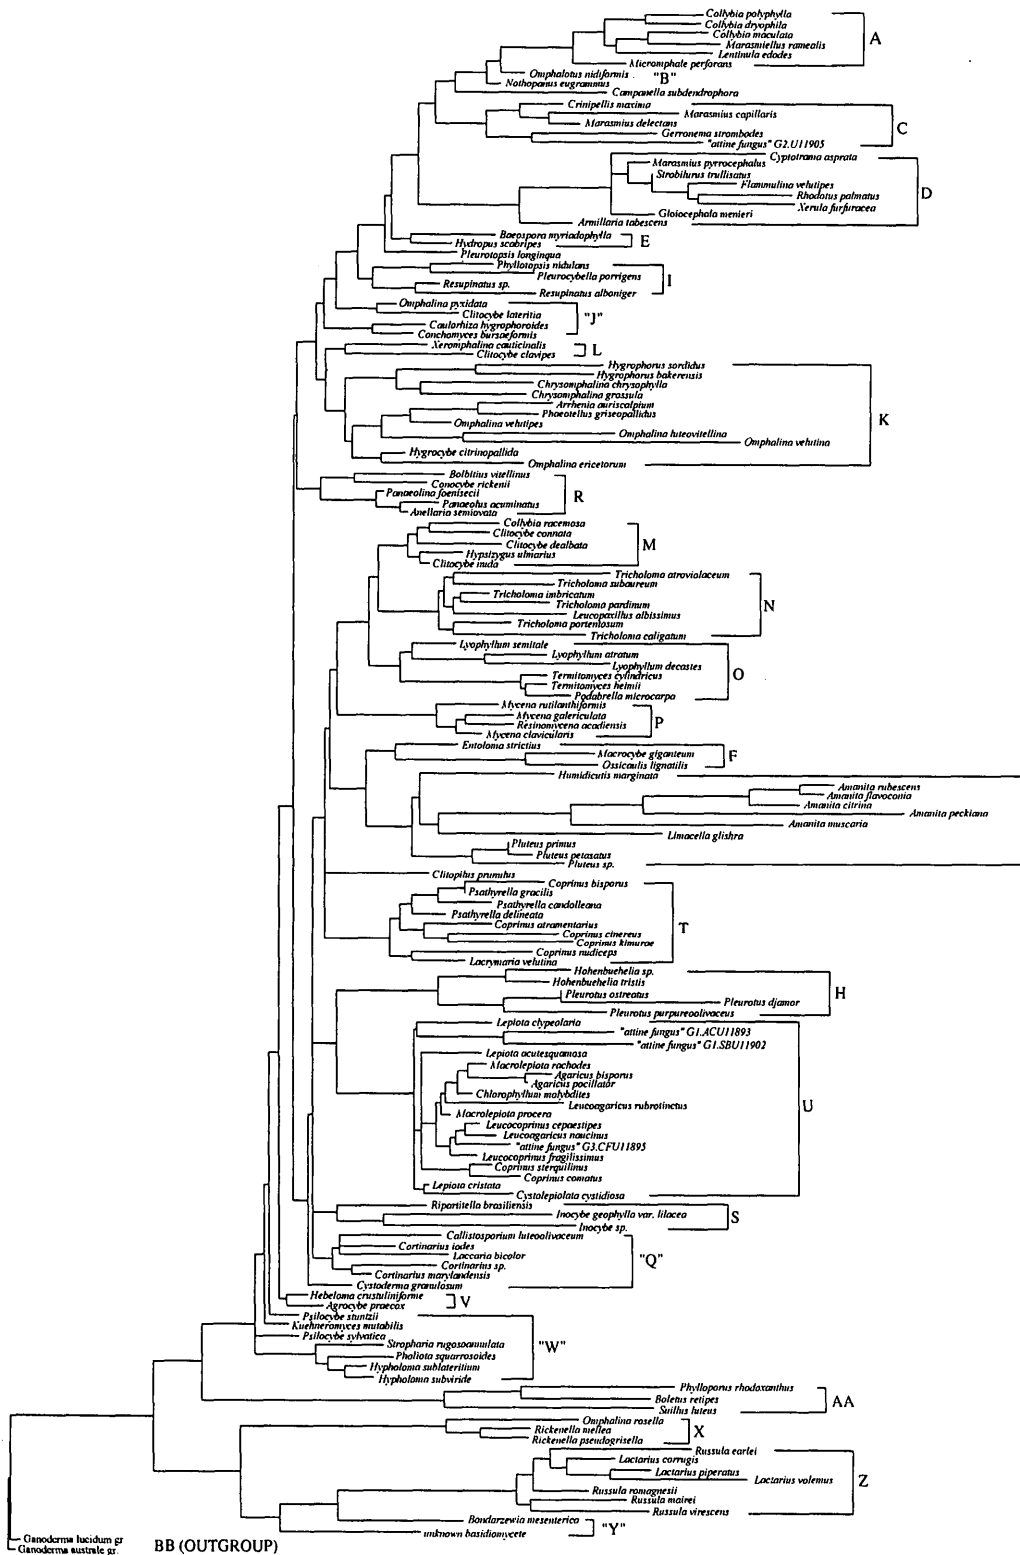 Collybia polyphylla
Collybia dryophila
Collybia maculata
A
Marasmiellus ramealis
Lentinula edodes
Micromphale perforans
Omphalotus nidiformis "B"
Nothopanus eugrammus
Campanella subdendrophora
Crinipellis maxima
Marasmius capillaris
Marasmius delectans
C
Gerronema strombodes
"attine fungus" G2.U11905
Cyptotrama asprata
Marasmius pyrrocephalus
Strobilurus trullisatus
Flammulina velutipes
D
Rhodotus palmatus
Xerula furfuracea
Gloiocephala menieri
Armillaria tabescens
Baeospora myriadophylla
E
Hydropus scabripes
Pleurotopsis longinqua
Phyllotopsis nidulans
Pleurocybella porrigens
I
Resupinatus sp.
Resupinatus alboniger
Omphalina pyxidata
Clitocybe lateritia
"J"
Caulorhiza hygrophoroides
Conchomyces bursaeformis
Xeromphalina cauticinalis
L
Clitocybe clavipes
Hygrophorus sordidus
Hygrophorus bakerensis
Chrysomphalina chrysophylla
Chrysomphalina grossula
Arrhenia auriscalpium
Phaeotellus griseopallidus
K
Omphalina velutipes
Omphalina luteovitellina
Omphalina velutina
Hygrocybe citrinopallida
Omphalina ericetorum
Bolbitius vitellinus
Conocybe rickenii
Panaeolina foenisecii
R
Panaeolus acuminatus
Anellaria semiovata
Collybia racemosa
Clitocybe connata
Clitocybe dealbata
M
Hypsizygus ulmarius
Clitocybe nuda
Tricholoma atroviolaceum
Tricholoma subaureum
Tricholoma imbricatum
Tricholoma pardinum
N
Leucopaxillus albissimus
Tricholoma portentosum
Tricholoma caligatum
Lyophyllum semitale
Lyophyllum atratum
Lyophyllum decastes
O
Termitomyces cylindricus
Termitomyces heimii
Podabrella microcarpa
Mycena rutilanthiformis
Mycena galericulata
P
Resinomycena acadiensis
Mycena clavicularis
Entoloma strictius
Macrocybe giganteum
F
Ossicaulis lignatilis
Humidicutis marginata
Amanita rubescens
Amanita flavoconia
Amanita citrina
Amanita peckiana
Amanita muscaria
Limacella glishra
Pluteus primus
Pluteus petasatus
Pluteus sp.
Clitopilus prunulus
Coprinus bisporus
Psathyrella gracilis
Psathyrella candolleana
Psathyrella delineata
Coprinus atramentarius
T
Coprinus cinereus
Coprinus kimurae
Coprinus nudiceps
Lacrymaria velutina
Hohenbuehelia sp.
Hohenbuehelia tristis
Pleurotus ostreatus
H
Pleurotus djamor
Pleurotus purpureoolivaceus
Lepiota clypeolaria
"attine fungus" G1.ACU11893
"attine fungus" G1.SBU11902
Lepiota acutesquamosa
Macrolepiota rachodes
Agaricus bisporus
Agaricus pocillator
Chlorophyllum molybdites
Leucoagaricus rubrotinctus
U
Macrolepiota procera
Leucocoprinus cepaestipes
Leucoagaricus naucinus
"attine fungus" G3.CFU11895
Leucocoprinus fragilissimus
Coprinus sterquilinus
Coprinus comatus
Lepiota cristata
Cystolepiolata cystidiosa
Ripartitella brasiliensis
Inocybe geophylla var. lilacea
S
Inocybe sp.
Callistosporium luteoolivaceum
Cortinarius iodes
Laccaria bicolor
"Q"
Cortinarius sp.
Cortinarius marylandensis
Cystoderma granulosum
Hebeloma crustuliniforme
V
Agrocybe praecox
Psilocybe stuntzii
Kuehneromyces mutabilis
Psilocybe sylvatica
Stropharia rugosoannulata
"W"
Pholiota squarrosoides
Hypholoma sublateritium
Hypholoma subviride
Phylloporus rhodoxanthus
Boletus retipes
AA
Suillus luteus
Omphalina rosella
Rickenella mellea
X
Rickenella pseudogrisella
Russula earlei
Lactarius corrugis
Lactarius piperatus
Lactarius volemus
Z
Russula romagnesii
Russula mairei
Russula virescens
Bondarzewia mesenterica
"Y"
unknown basidiomycete
Ganoderma lucidum gr
BB (OUTGROUP)
Ganoderma australe gr.